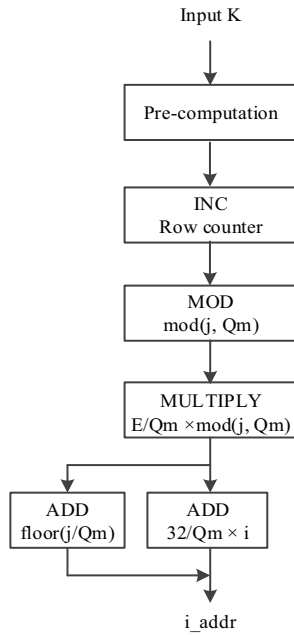 Input K
Pre-computation
INC
Row counter
MOD
mod(j, Qm)
MULTIPLY
E/Qm ×mod(j, Qm)
ADD
floor(j/Qm)
ADD
32/Qm × i
i_addr